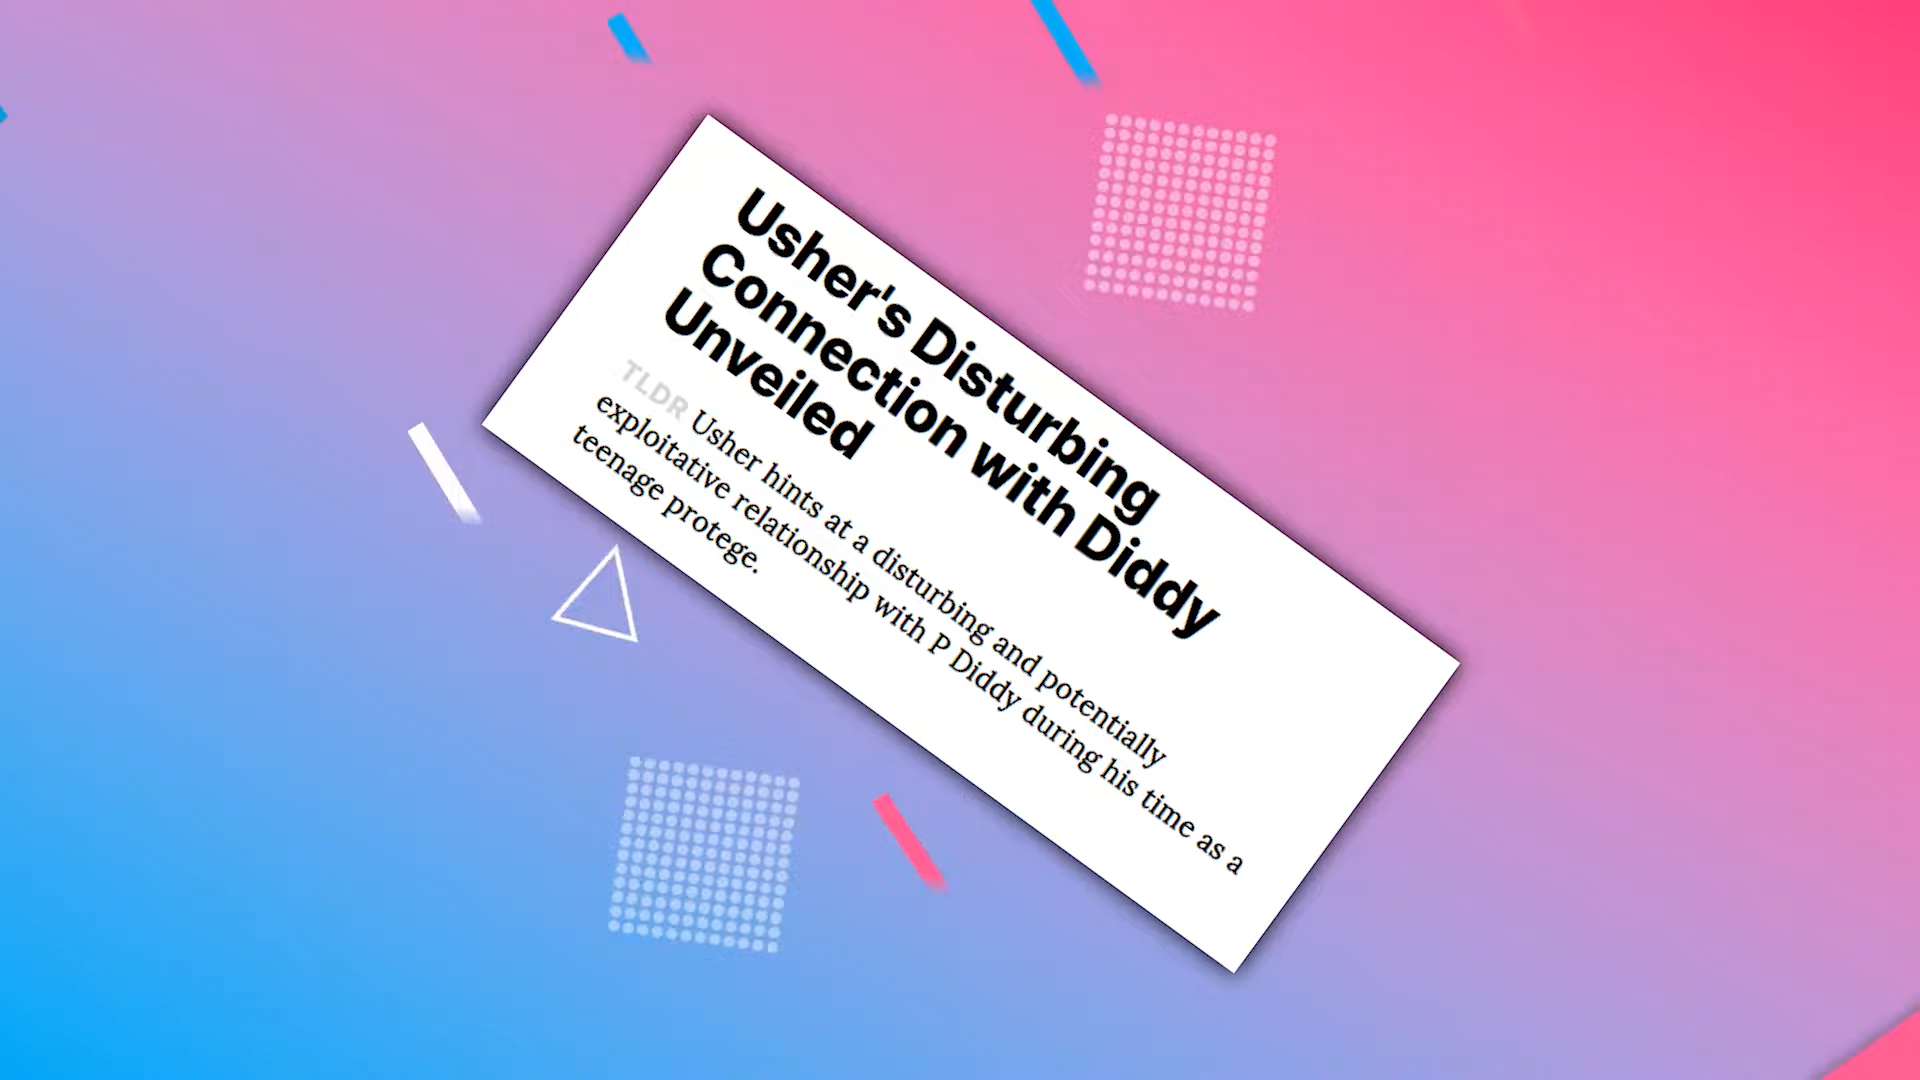 Usher's Disturbing
Connection with Diddy
Unveiled
TLDR Usher hints at a disturbing and potentially
exploitative relationship with P Diddy during his time as a
teenage protege.